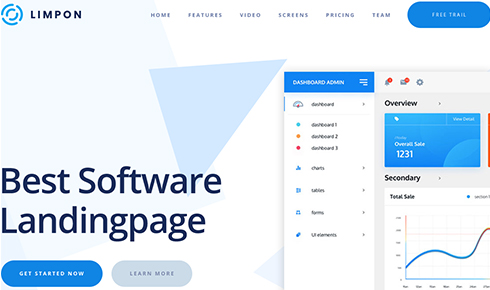 LIMPON
HOME FEATURES VIDEO SCREENS PRICING TEAM FREE TRAIL
Best Software
Landingpage
GET STARTED NOW LEARN MORE
DASHBOARD ADMIN
dashboard
dashboard 1
dashboard 2
dashboard 3
charts
tables
forms
UI elements
Overview
View Detail
Overall Sale
1231
Secondary
Total Sale
section